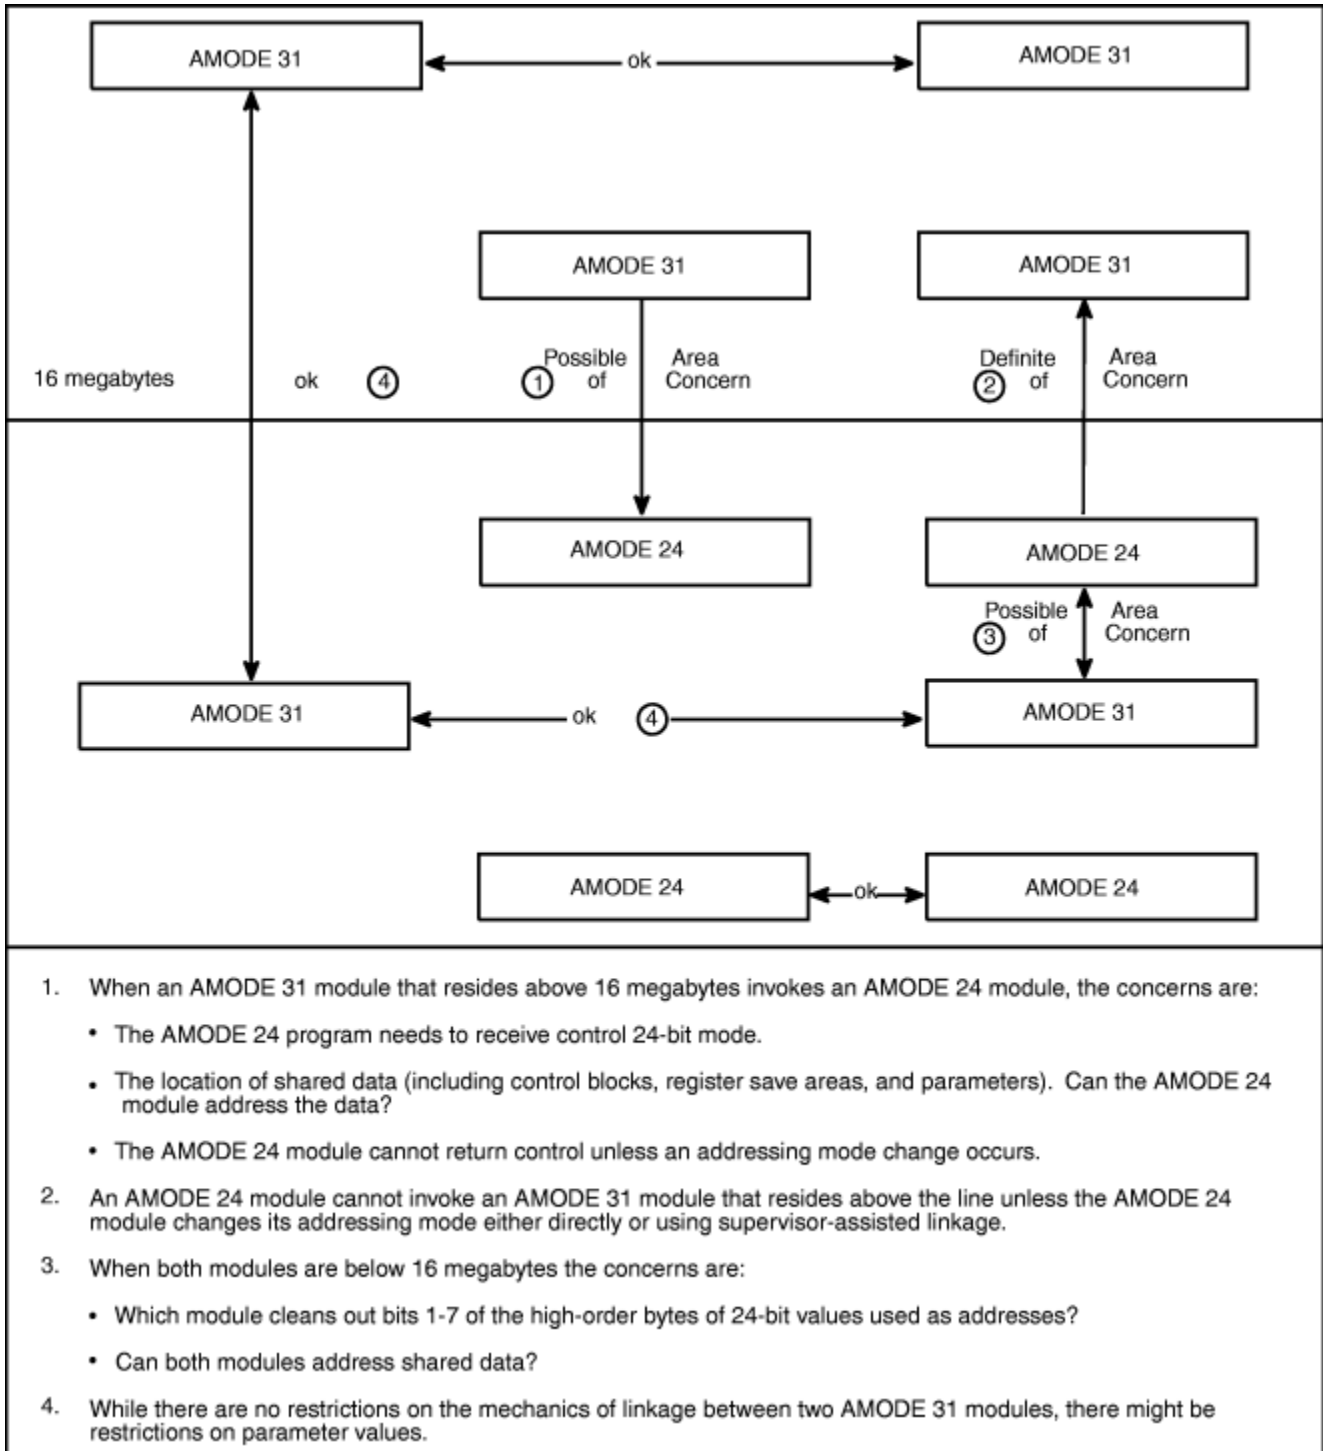 AMODE 31
ok
AMODE 31
AMODE 31
AMODE 31
16 megabytes
ok
4
Possible Area
1 of Concern
Definite Area
2 of Concern
AMODE 24
AMODE 24
Possible Area
3 of Concern
AMODE 31
ok
4
AMODE 31
AMODE 24
ok
AMODE 24
1. When an AMODE 31 module that resides above 16 megabytes invokes an AMODE 24 module, the concerns are:
• The AMODE 24 program needs to receive control 24-bit mode.
• The location of shared data (including control blocks, register save areas, and parameters). Can the AMODE 24
module address the data?
• The AMODE 24 module cannot return control unless an addressing mode change occurs.
2. An AMODE 24 module cannot invoke an AMODE 31 module that resides above the line unless the AMODE 24
module changes its addressing mode either directly or using supervisor-assisted linkage.
3. When both modules are below 16 megabytes the concerns are:
• Which module cleans out bits 1-7 of the high-order bytes of 24-bit values used as addresses?
• Can both modules address shared data?
4. While there are no restrictions on the mechanics of linkage between two AMODE 31 modules, there might be
restrictions on parameter values.